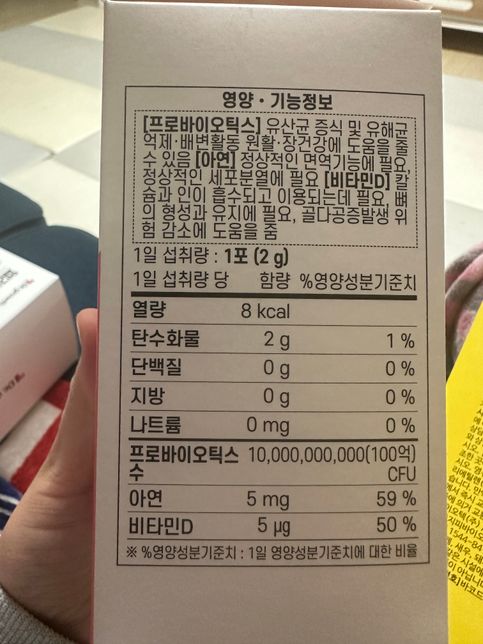 영양 · 기능정보
[프로바이오틱스] 유산균 증식 및 유해균
억제·배변활동 원활·장건강에 도움을 줄
수 있음 [아연] 정상적인 면역기능에 필요,
정상적인 세포분열에 필요 [비타민D] 칼
슘과 인이 흡수되고 이용되는데 필요, 뼈
의 형성과 유지에 필요, 골다공증발생 위
험 감소에 도움을 줌
1일 섭취량 : 1포 (2 g)
1일 섭취량 당 함량 %영양성분기준치
열량 8 kcal
탄수화물 2 g 1 %
단백질 0 g 0 %
지방 0 g 0 %
나트륨 0 mg 0 %
프로바이오틱스 10,000,000,000(100억)
수 CFU
아연 5 mg 59 %
비타민D 5 µg 50 %
※ %영양성분기준치 : 1일 영양성분기준치에 대한 비율